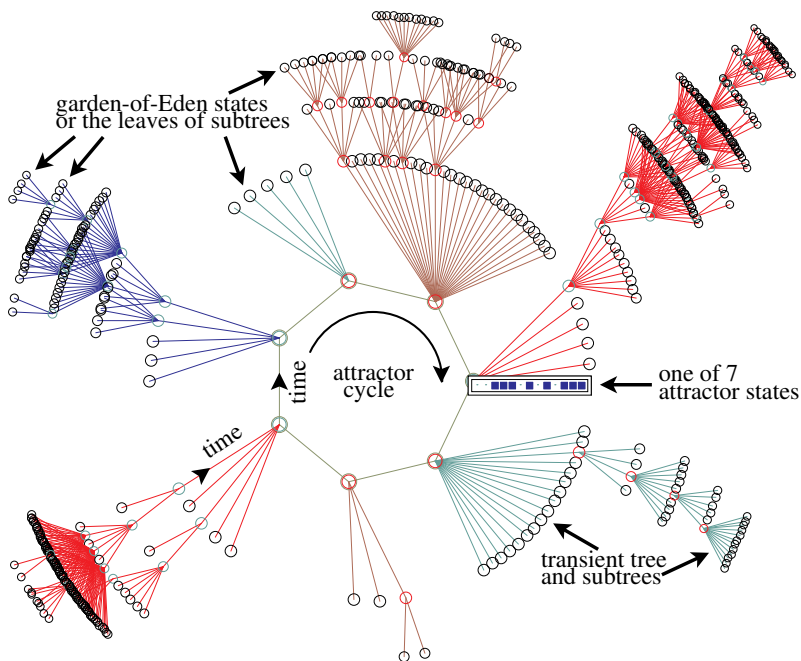 garden-of-Eden states
or the leaves of subtrees
attractor
cycle
time
one of 7
attractor states
time
transient tree
and subtrees